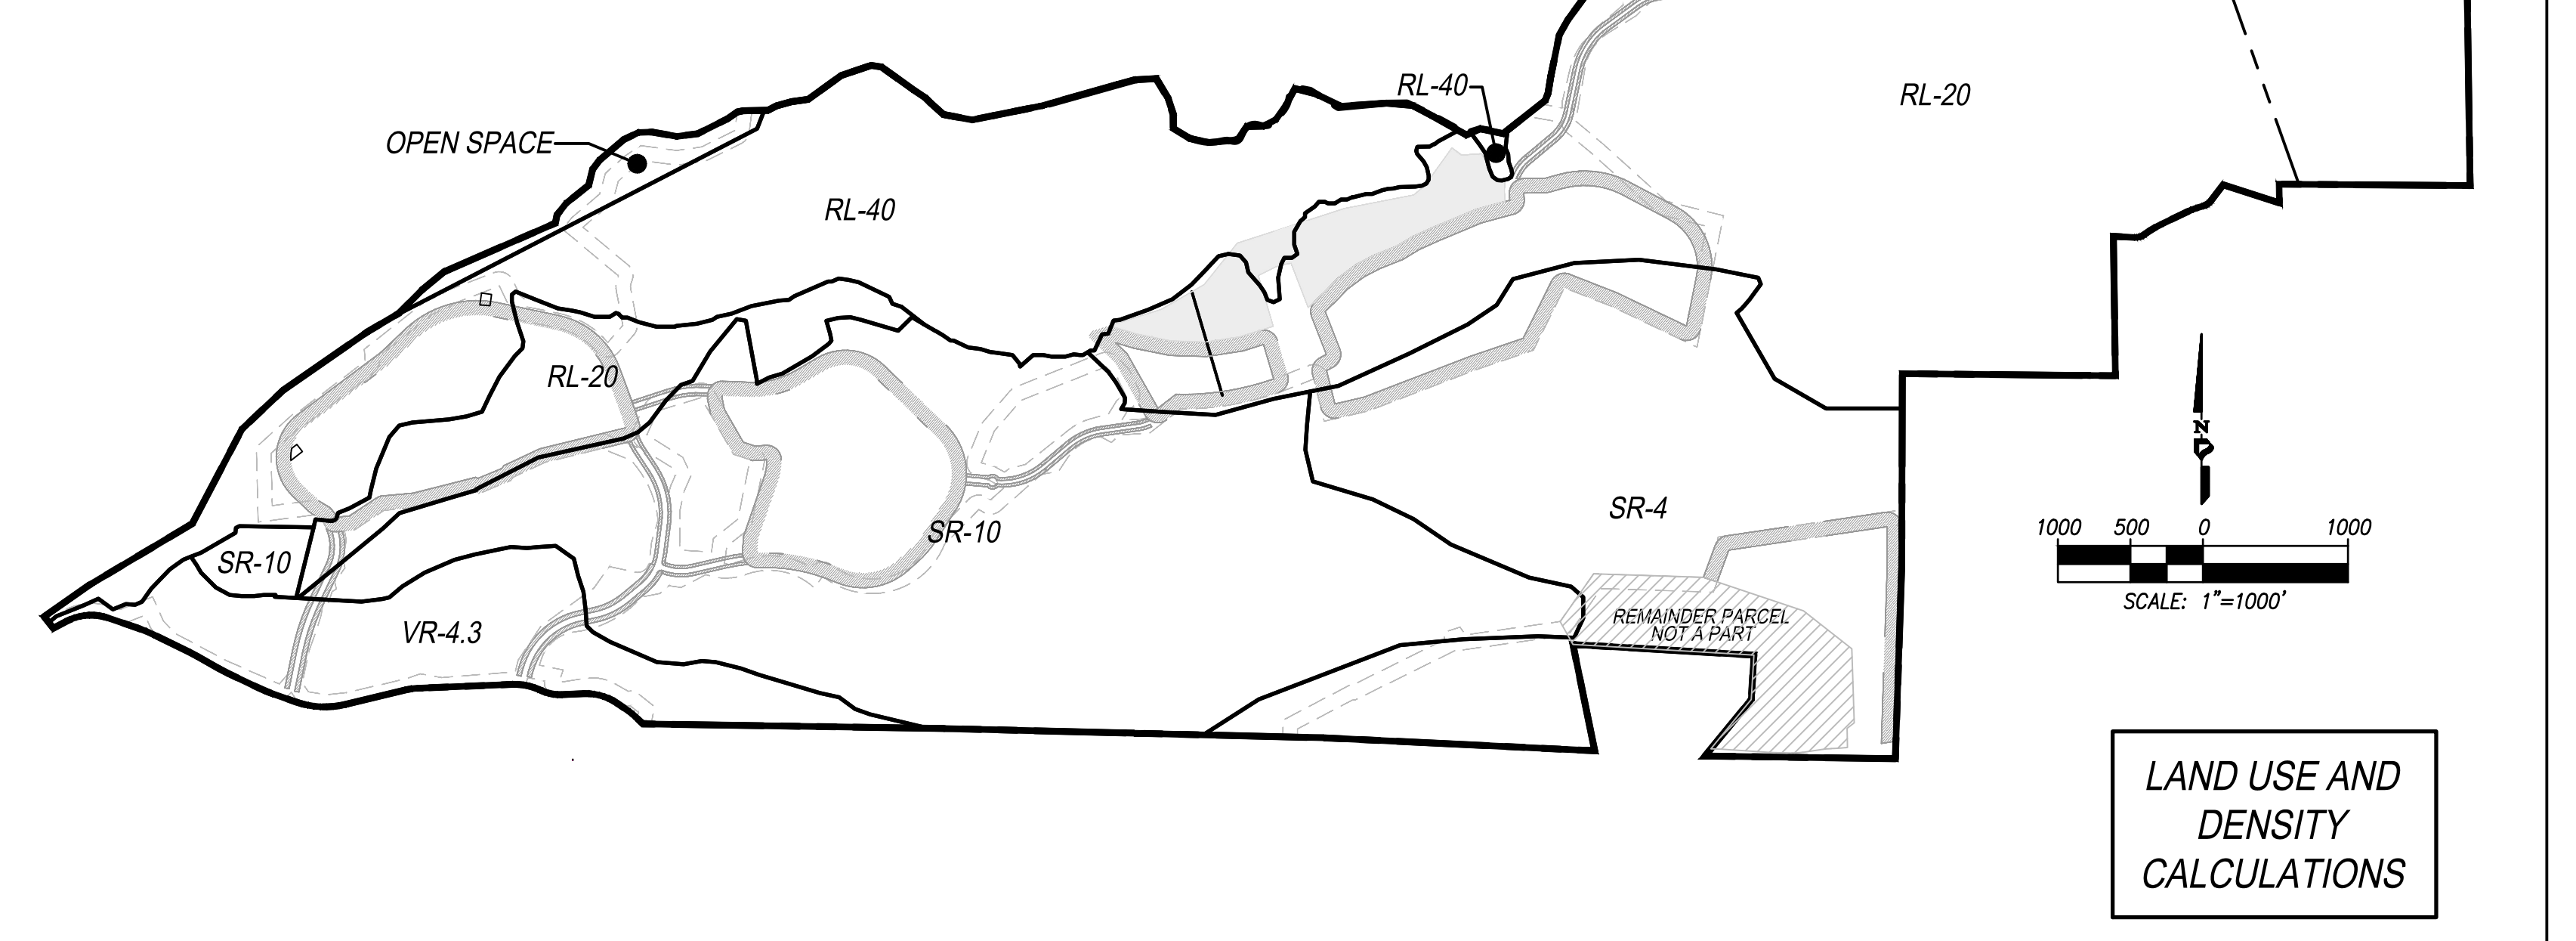 RL-40
RL-20
OPEN SPACE
RL-40
RL-20
SR-4
SR-10
SR-10
VR-4.3
REMAINDER PARCEL
NOT A PART
N
1000 500 0 1000
SCALE: 1"=1000'
LAND USE AND
DENSITY
CALCULATIONS